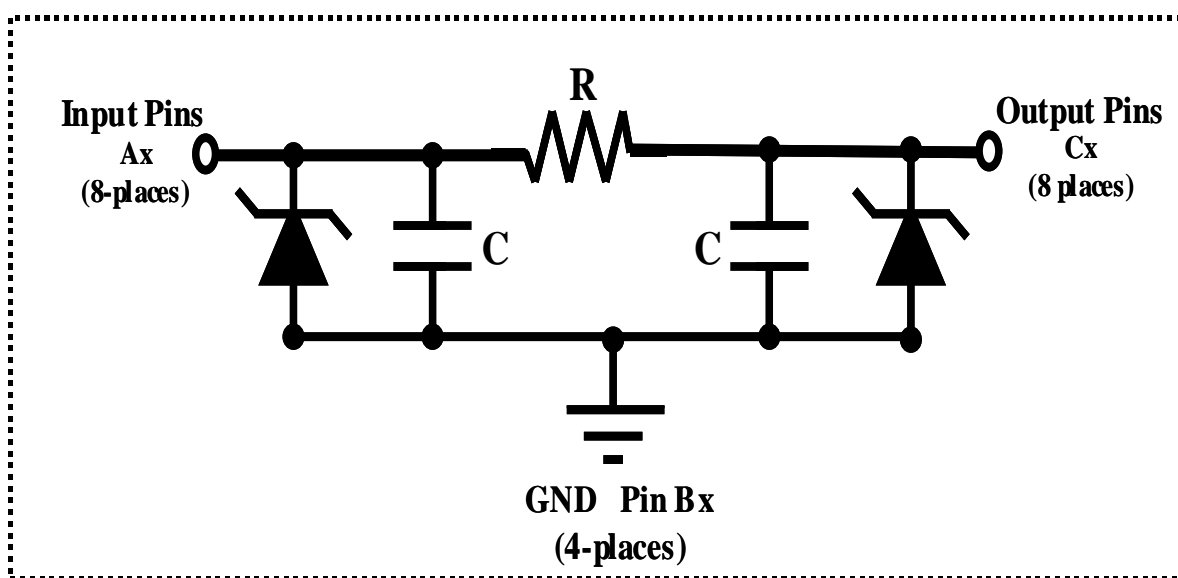 R
Input Pins
Ax
(8-places)
Output Pins
Cx
(8 places)
C
C
GND Pin Bx
(4-places)